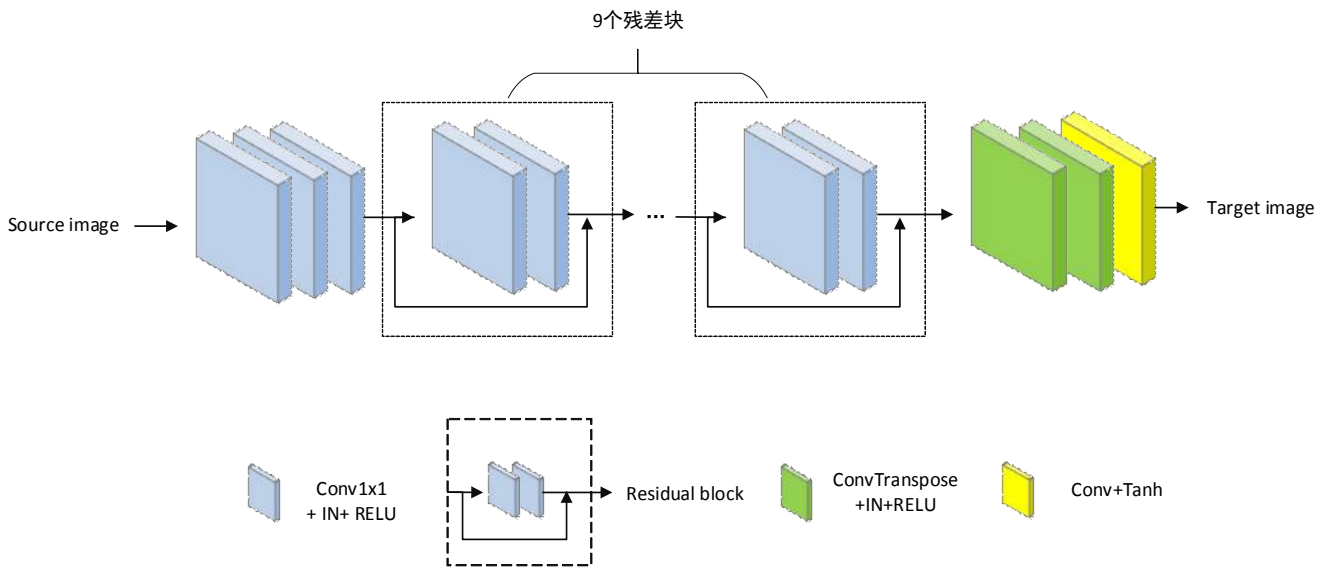 9个残差块
Source image
...
Target image
Conv1x1
+ IN+ RELU
Residual block
ConvTranspose
+IN+RELU
Conv+Tanh